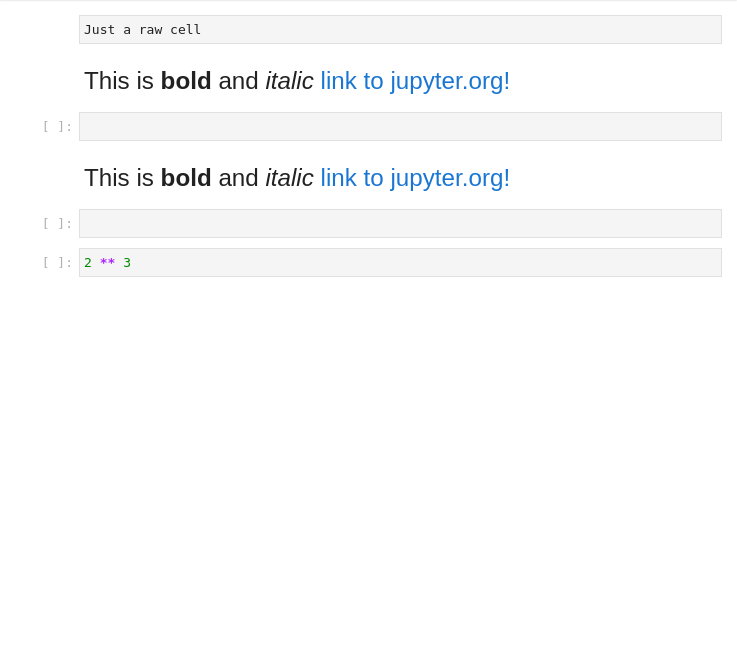 Just a raw cell
This is bold and italic link to jupyter.org!
[ ]:
This is bold and italic link to jupyter.org!
[ ]:
[ ]: 2 ** 3